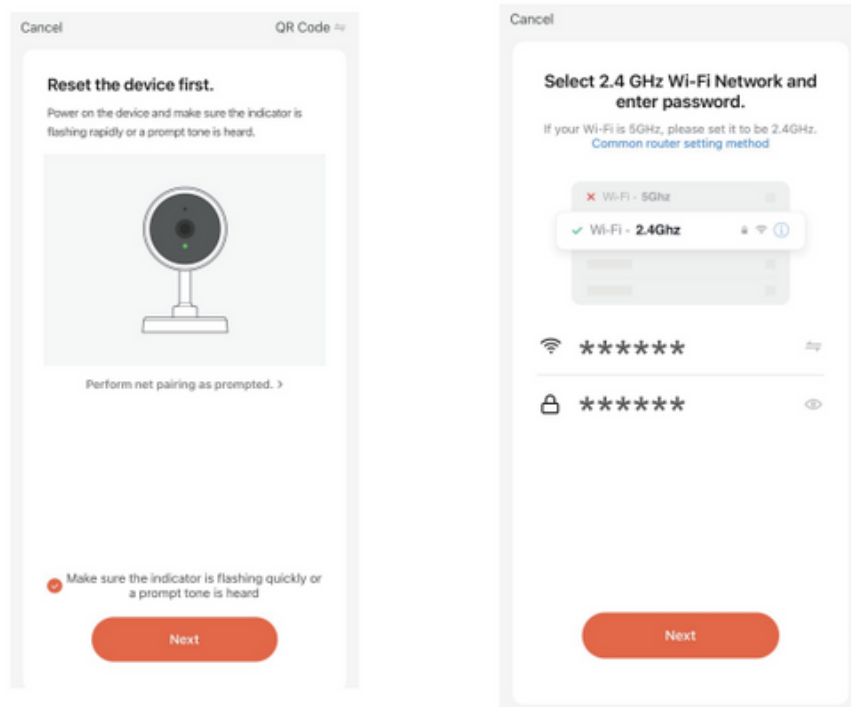 Cancel
QR Code
Reset the device first.
Power on the device and make sure the indicator is
flashing rapidly or a prompt tone is heard.
Perform net pairing as prompted. >
Make sure the indicator is flashing quickly or
a prompt tone is heard
Next
Cancel
Select 2.4 GHz Wi-Fi Network and
enter password.
If your Wi-Fi is 5GHz, please set it to be 2.4GHz.
Common router setting method
Wi-Fi - 5Ghz
Wi-Fi - 2.4Ghz
******
******
Next